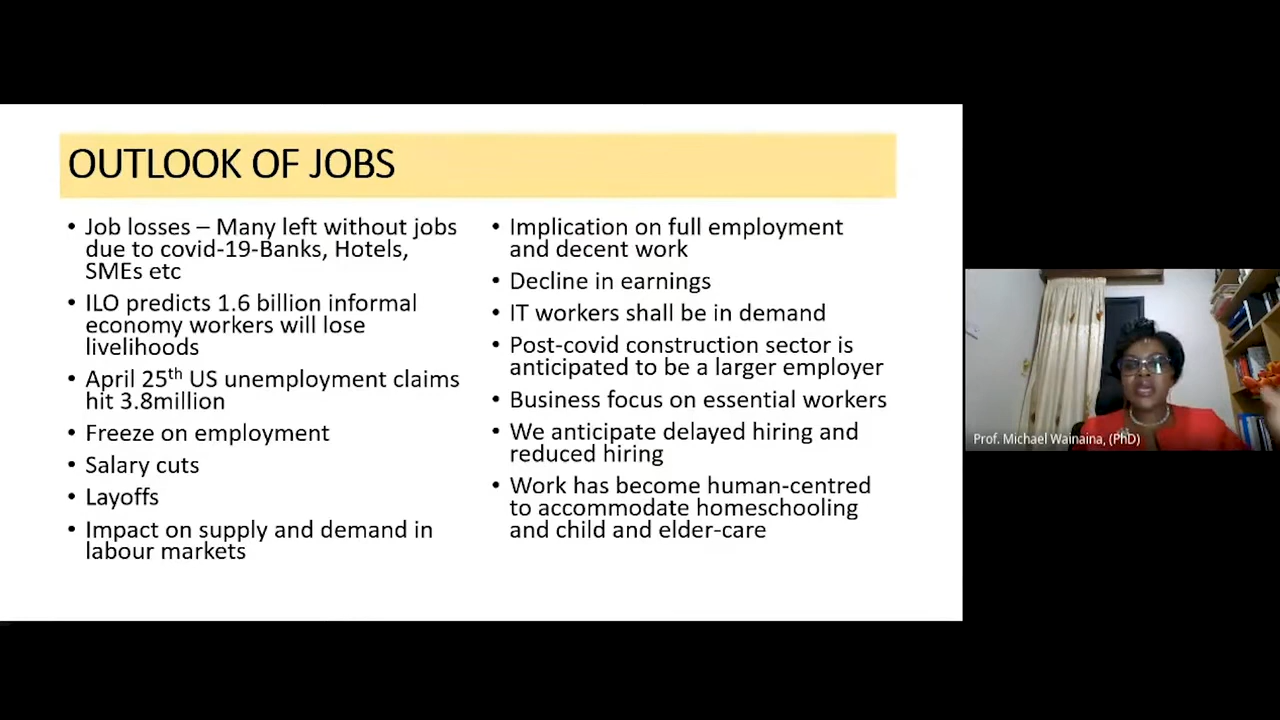 OUTLOOK OF JOBS
• Job losses – Many left without jobs
due to covid-19-Banks, Hotels,
SMEs etc
• ILO predicts 1.6 billion informal
economy workers will lose
livelihoods
• April 25th US unemployment claims
hit 3.8million
• Freeze on employment
• Salary cuts
• Layoffs
• Impact on supply and demand in
labour markets
• Implication on full employment
and decent work
• Decline in earnings
• IT workers shall be in demand
• Post-covid construction sector is
anticipated to be a larger employer
• Business focus on essential workers
• We anticipate delayed hiring and
reduced hiring
• Work has become human-centred
to accommodate homeschooling
and child and elder-care
Prof. Michael Wainaina, (PhD)